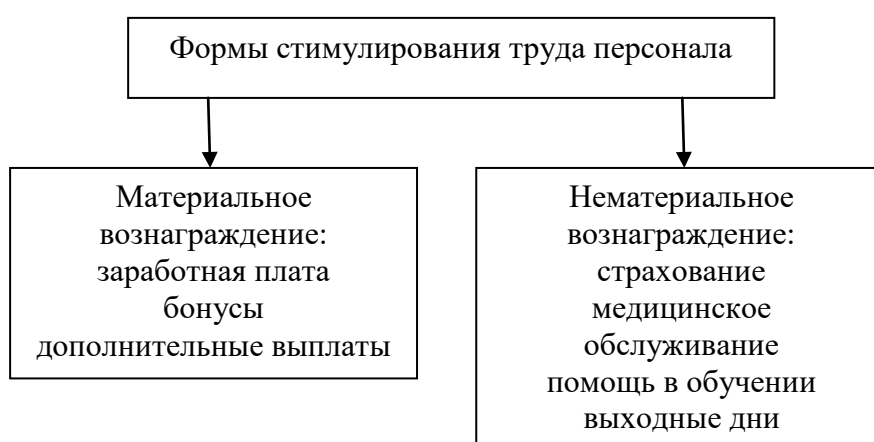 Формы стимулирования труда персонала
Материальное
вознаграждение:
заработная плата
бонусы
дополнительные выплаты
Нематериальное
вознаграждение:
страхование
медицинское
обслуживание
помощь в обучении
выходные дни